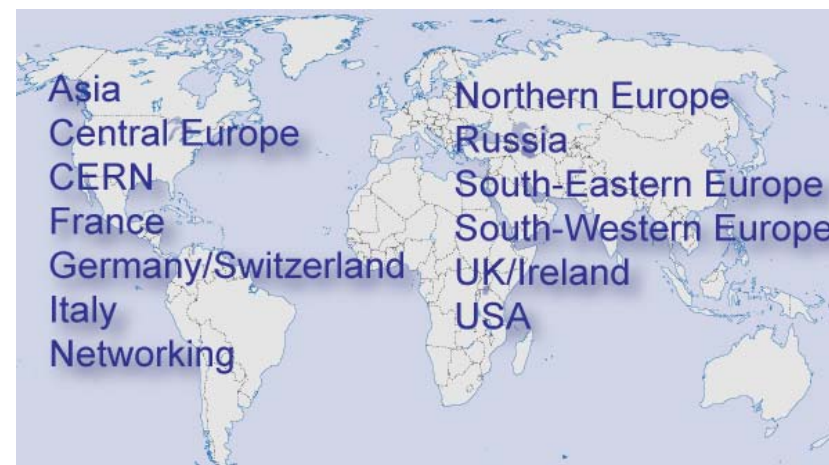 Asia
Central Europe
CERN
France
Germany/Switzerland
Italy
Networking
Northern Europe
Russia
South-Eastern Europe
South-Western Europe
UK/Ireland
USA